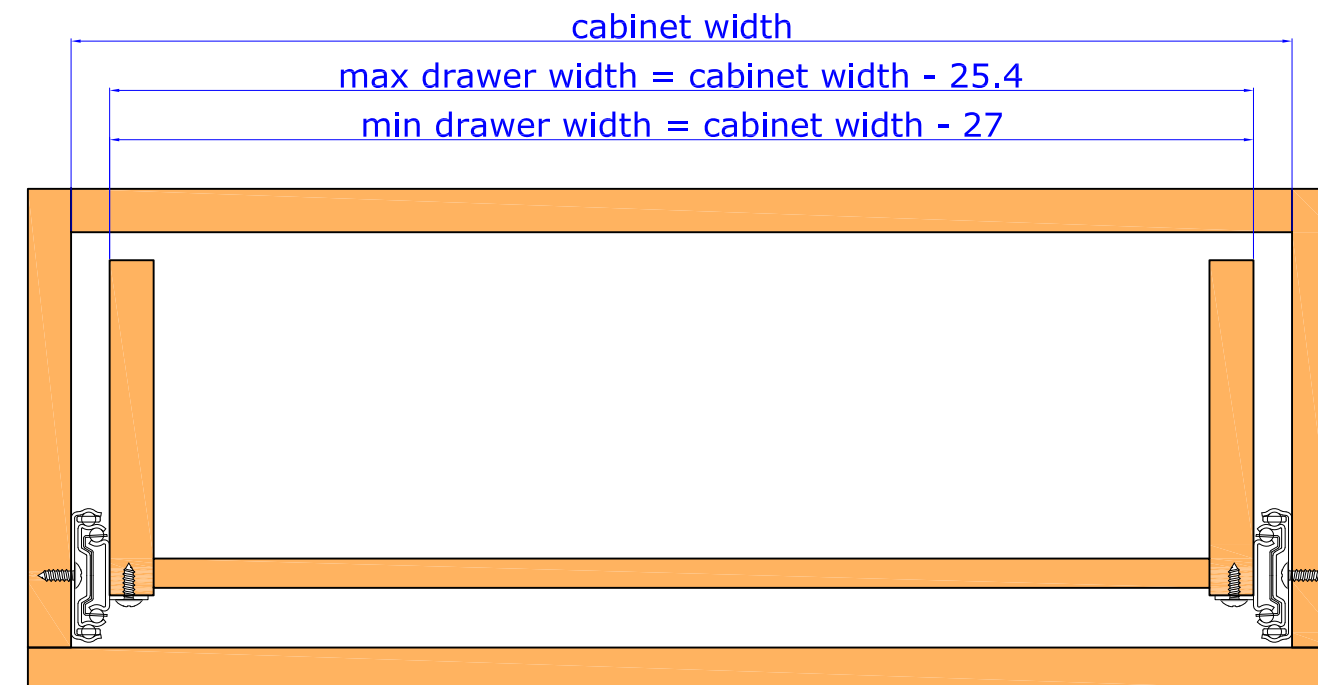 cabinet width
max drawer width = cabinet width - 25.4
min drawer width = cabinet width - 27